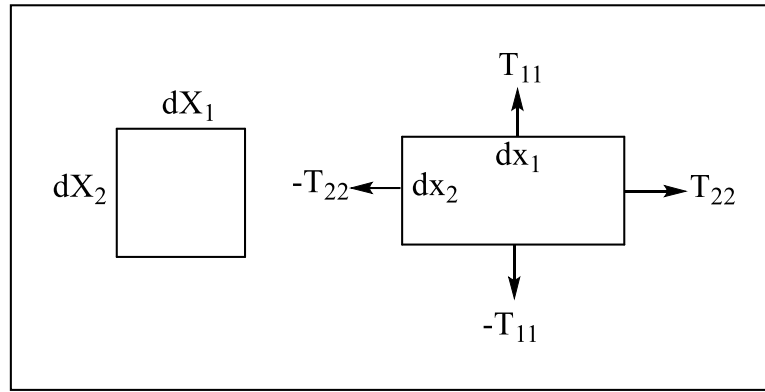 dX₁
dX₂
T₁₁
dx₁
-T₂₂
dx₂
T₂₂
-T₁₁